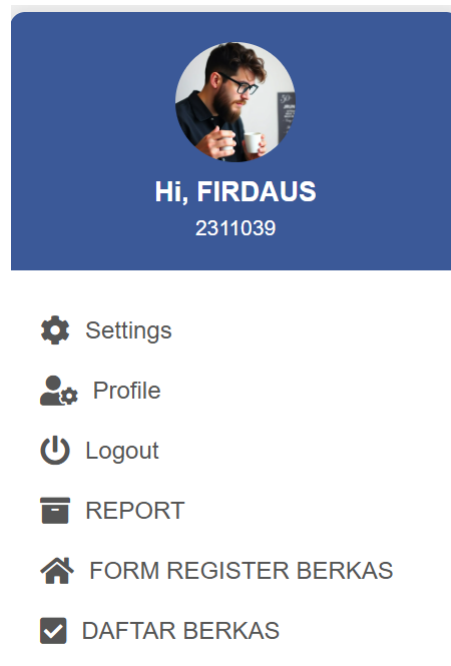 Hi, FIRDAUS
2311039
Settings
Profile
Logout
REPORT
FORM REGISTER BERKAS
DAFTAR BERKAS